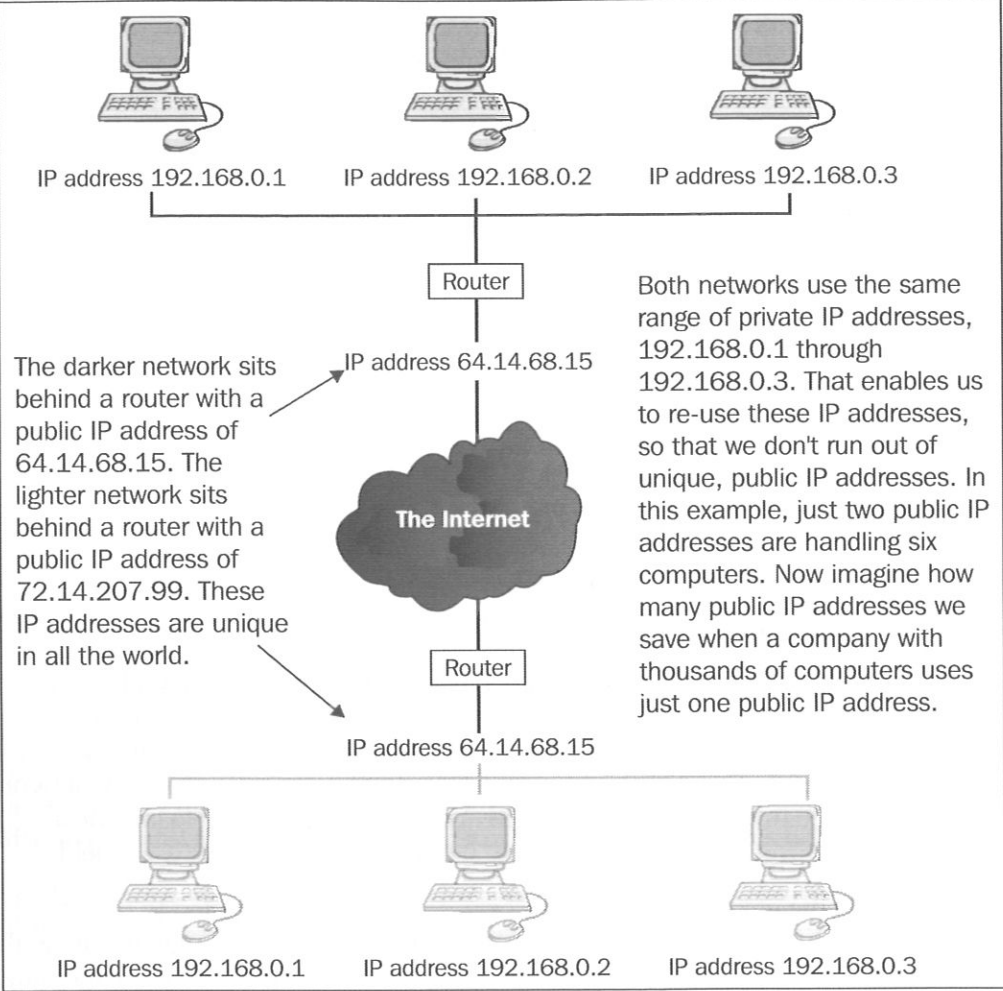 IP address 192.168.0.1
IP address 192.168.0.2
IP address 192.168.0.3
Router
IP address 64.14.68.15
The darker network sits
behind a router with a
public IP address of
64.14.68.15. The
lighter network sits
behind a router with a
public IP address of
72.14.207.99. These
IP addresses are unique
in all the world.
The Internet
Both networks use the same
range of private IP addresses,
192.168.0.1 through
192.168.0.3. That enables us
to re-use these IP addresses,
so that we don't run out of
unique, public IP addresses. In
this example, just two public IP
addresses are handling six
computers. Now imagine how
many public IP addresses we
save when a company with
thousands of computers uses
just one public IP address.
Router
IP address 64.14.68.15
IP address 192.168.0.1
IP address 192.168.0.2
IP address 192.168.0.3